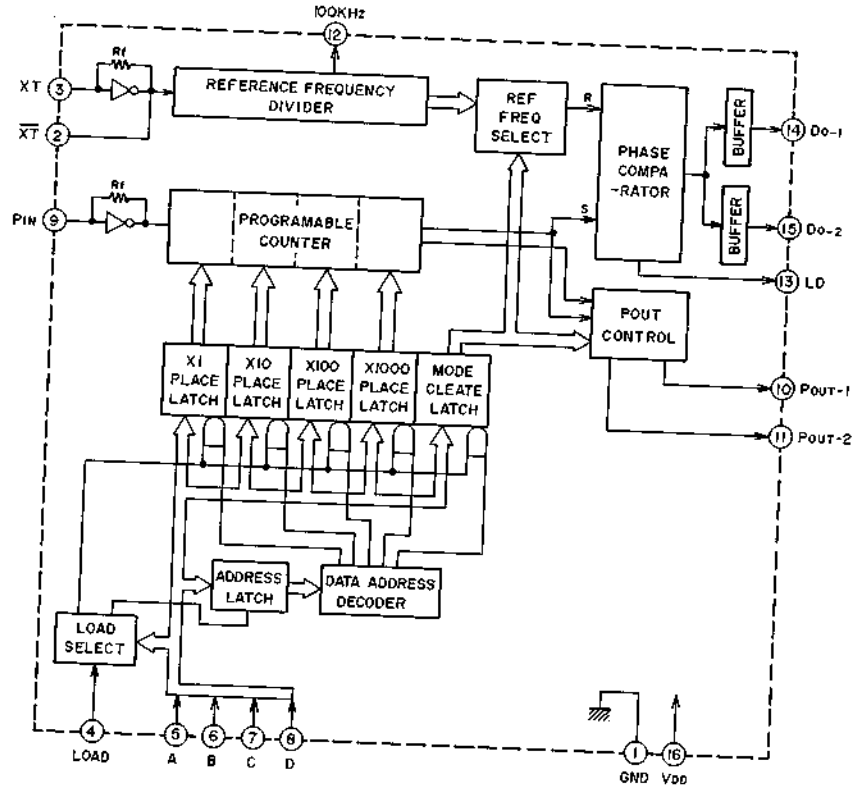 100KHz
12
Rf
XT 3
REFERENCE FREQUENCY
DIVIDER
XT 2
REF
FREQ
SELECT
R
PHASE
COMPA
-RATOR
BUFFER
14 DO-1
BUFFER
15 DO-2
Rf
PIN 9
PROGRAMABLE
COUNTER
S
13 LD
POUT
CONTROL
X1
PLACE
LATCH
X10
PLACE
LATCH
X100
PLACE
LATCH
X1000
PLACE
LATCH
MODE
CLEATE
LATCH
10 POUT-1
11 POUT-2
ADDRESS
LATCH
DATA ADDRESS
DECODER
LOAD
SELECT
4
LOAD
5
A
6
B
7
C
8
D
1
GND
16
VDD